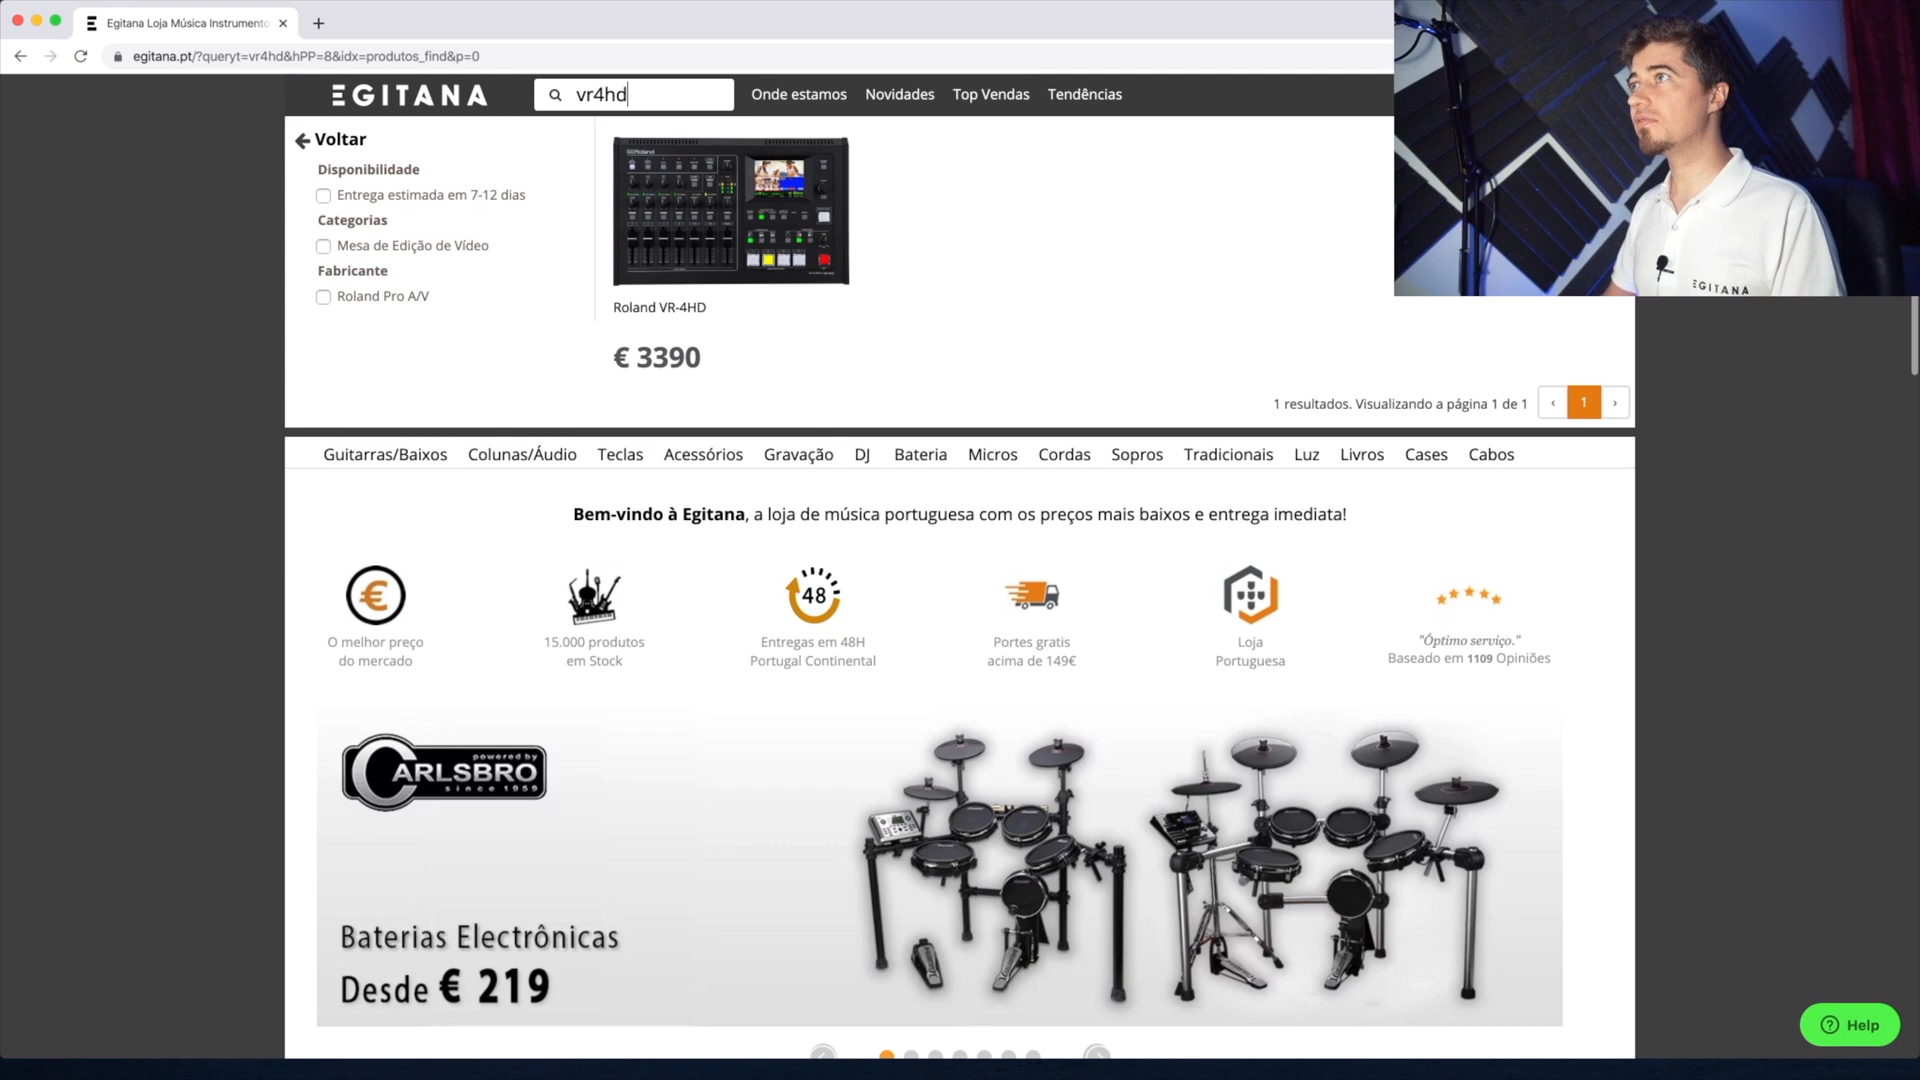 Egitana Loja Música Instrumento
egitana.pt/?queryt=vr4hd&hPP=8&idx=produtos_find&p=0
EGITANA
vr4hd
Onde estamos
Novidades
Top Vendas
Tendências
Voltar
Disponibilidade
Entrega estimada em 7-12 dias
Categorias
Mesa de Edição de Vídeo
Fabricante
Roland Pro A/V
Roland
Roland VR-4HD
€ 3390
EGITANA
1 resultados. Visualizando a página 1 de 1
‹
1
›
Guitarras/Baixos
Colunas/Áudio
Teclas
Acessórios
Gravação
DJ
Bateria
Micros
Cordas
Sopros
Tradicionais
Luz
Livros
Cases
Cabos
Bem-vindo à Egitana, a loja de música portuguesa com os preços mais baixos e entrega imediata!
€
O melhor preço
do mercado
15.000 produtos
em Stock
48
Entregas em 48H
Portugal Continental
Portes gratis
acima de 149€
Loja
Portuguesa
"Óptimo serviço."
Baseado em 1109 Opiniões
powered by
CARLSBRO
since 1959
Baterias Electrônicas
Desde € 219
Help